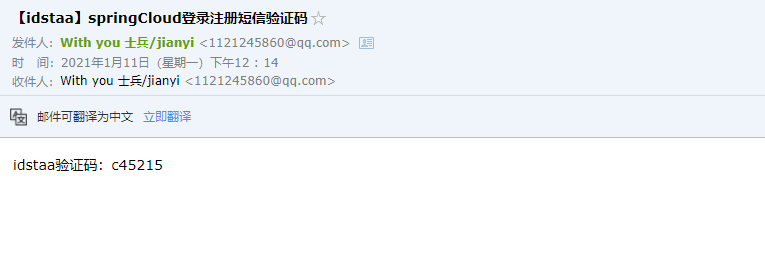 【idstaa】springCloud登录注册短信验证码☆
发件人：With you 士兵/jianyi <1121245860@qq.com>
时 间：2021年1月11日（星期一）下午12：14
收件人：With you 士兵/jianyi <1121245860@qq.com>
邮件可翻译为中文 立即翻译
idstaa验证码：c45215